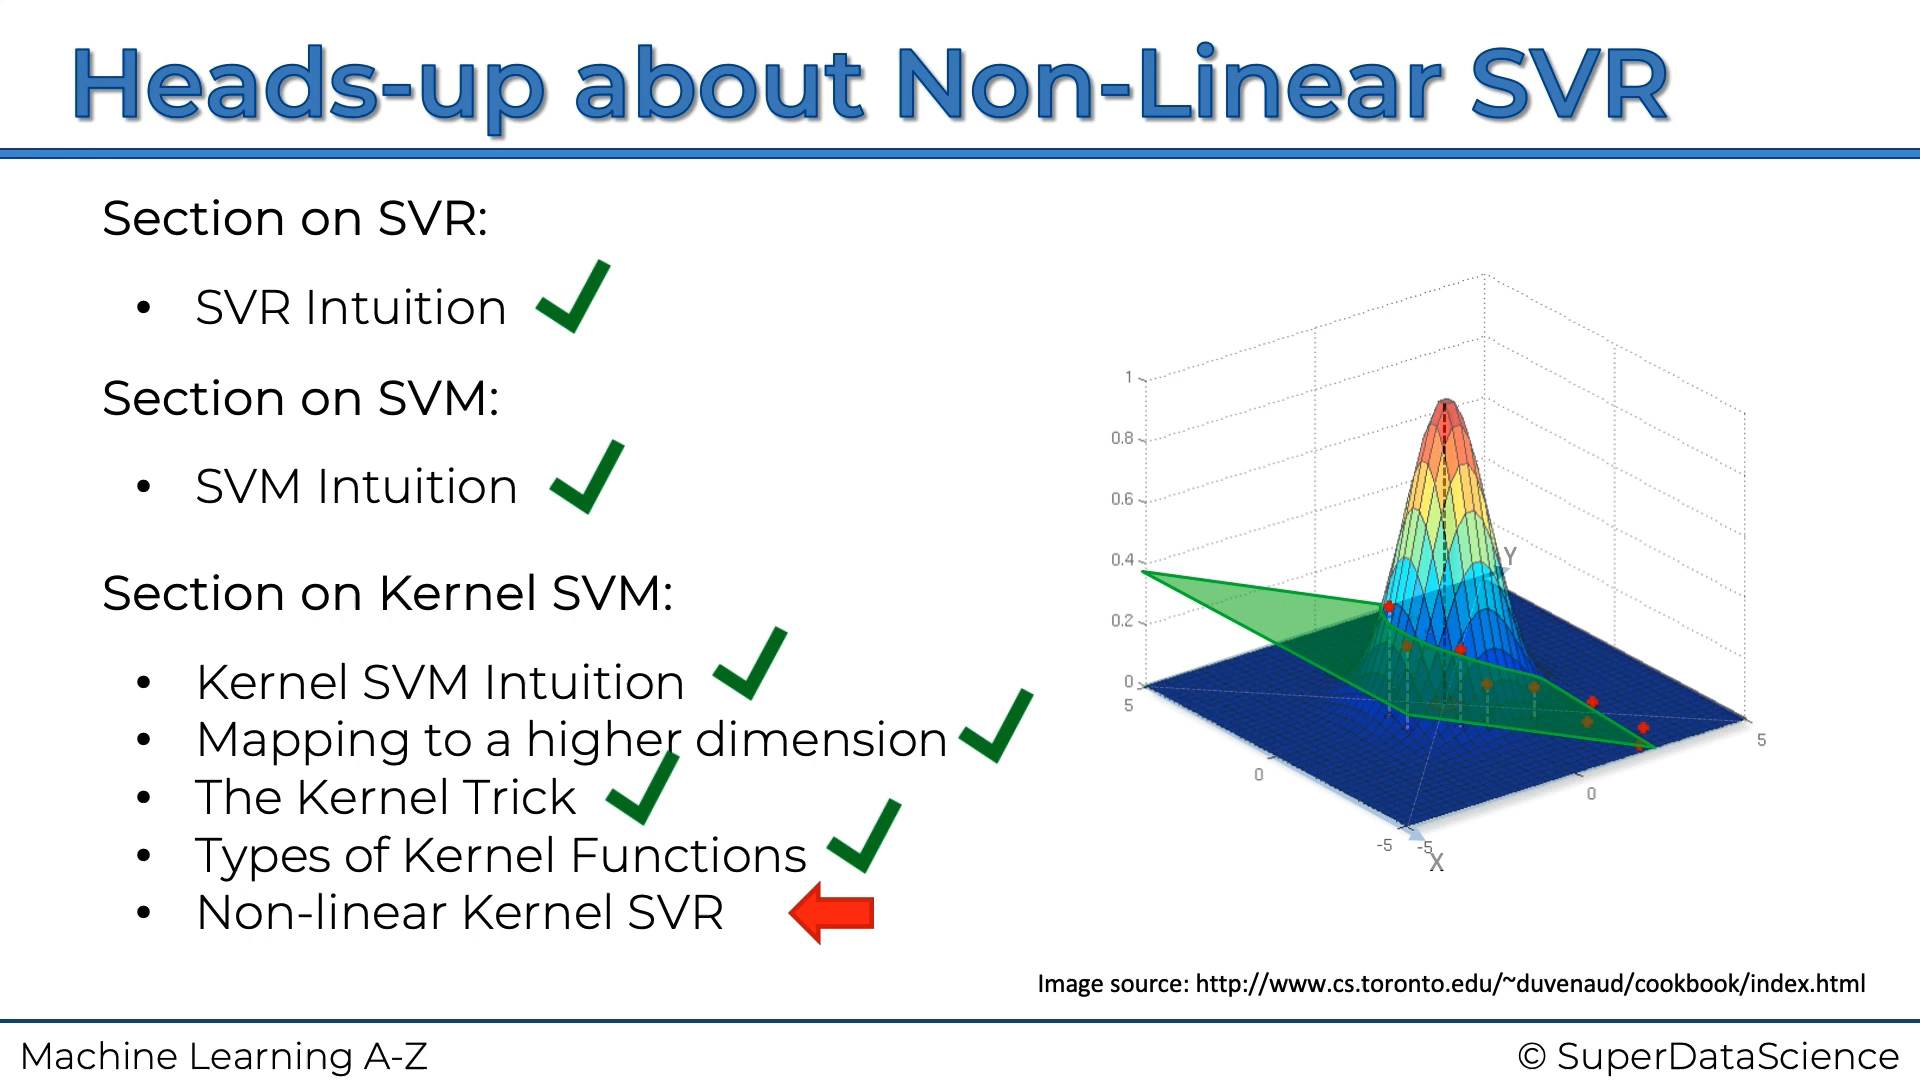 Heads-up about Non-Linear SVR
Section on SVR:
• SVR Intuition
Section on SVM:
• SVM Intuition
Section on Kernel SVM:
• Kernel SVM Intuition
• Mapping to a higher dimension
• The Kernel Trick
• Types of Kernel Functions
• Non-linear Kernel SVR
1
0.8
0.6
0.4
0.2
0
5
0
-5
-5
0
5
X
Y
Image source: http://www.cs.toronto.edu/~duvenaud/cookbook/index.html
Machine Learning A-Z
© SuperDataScience